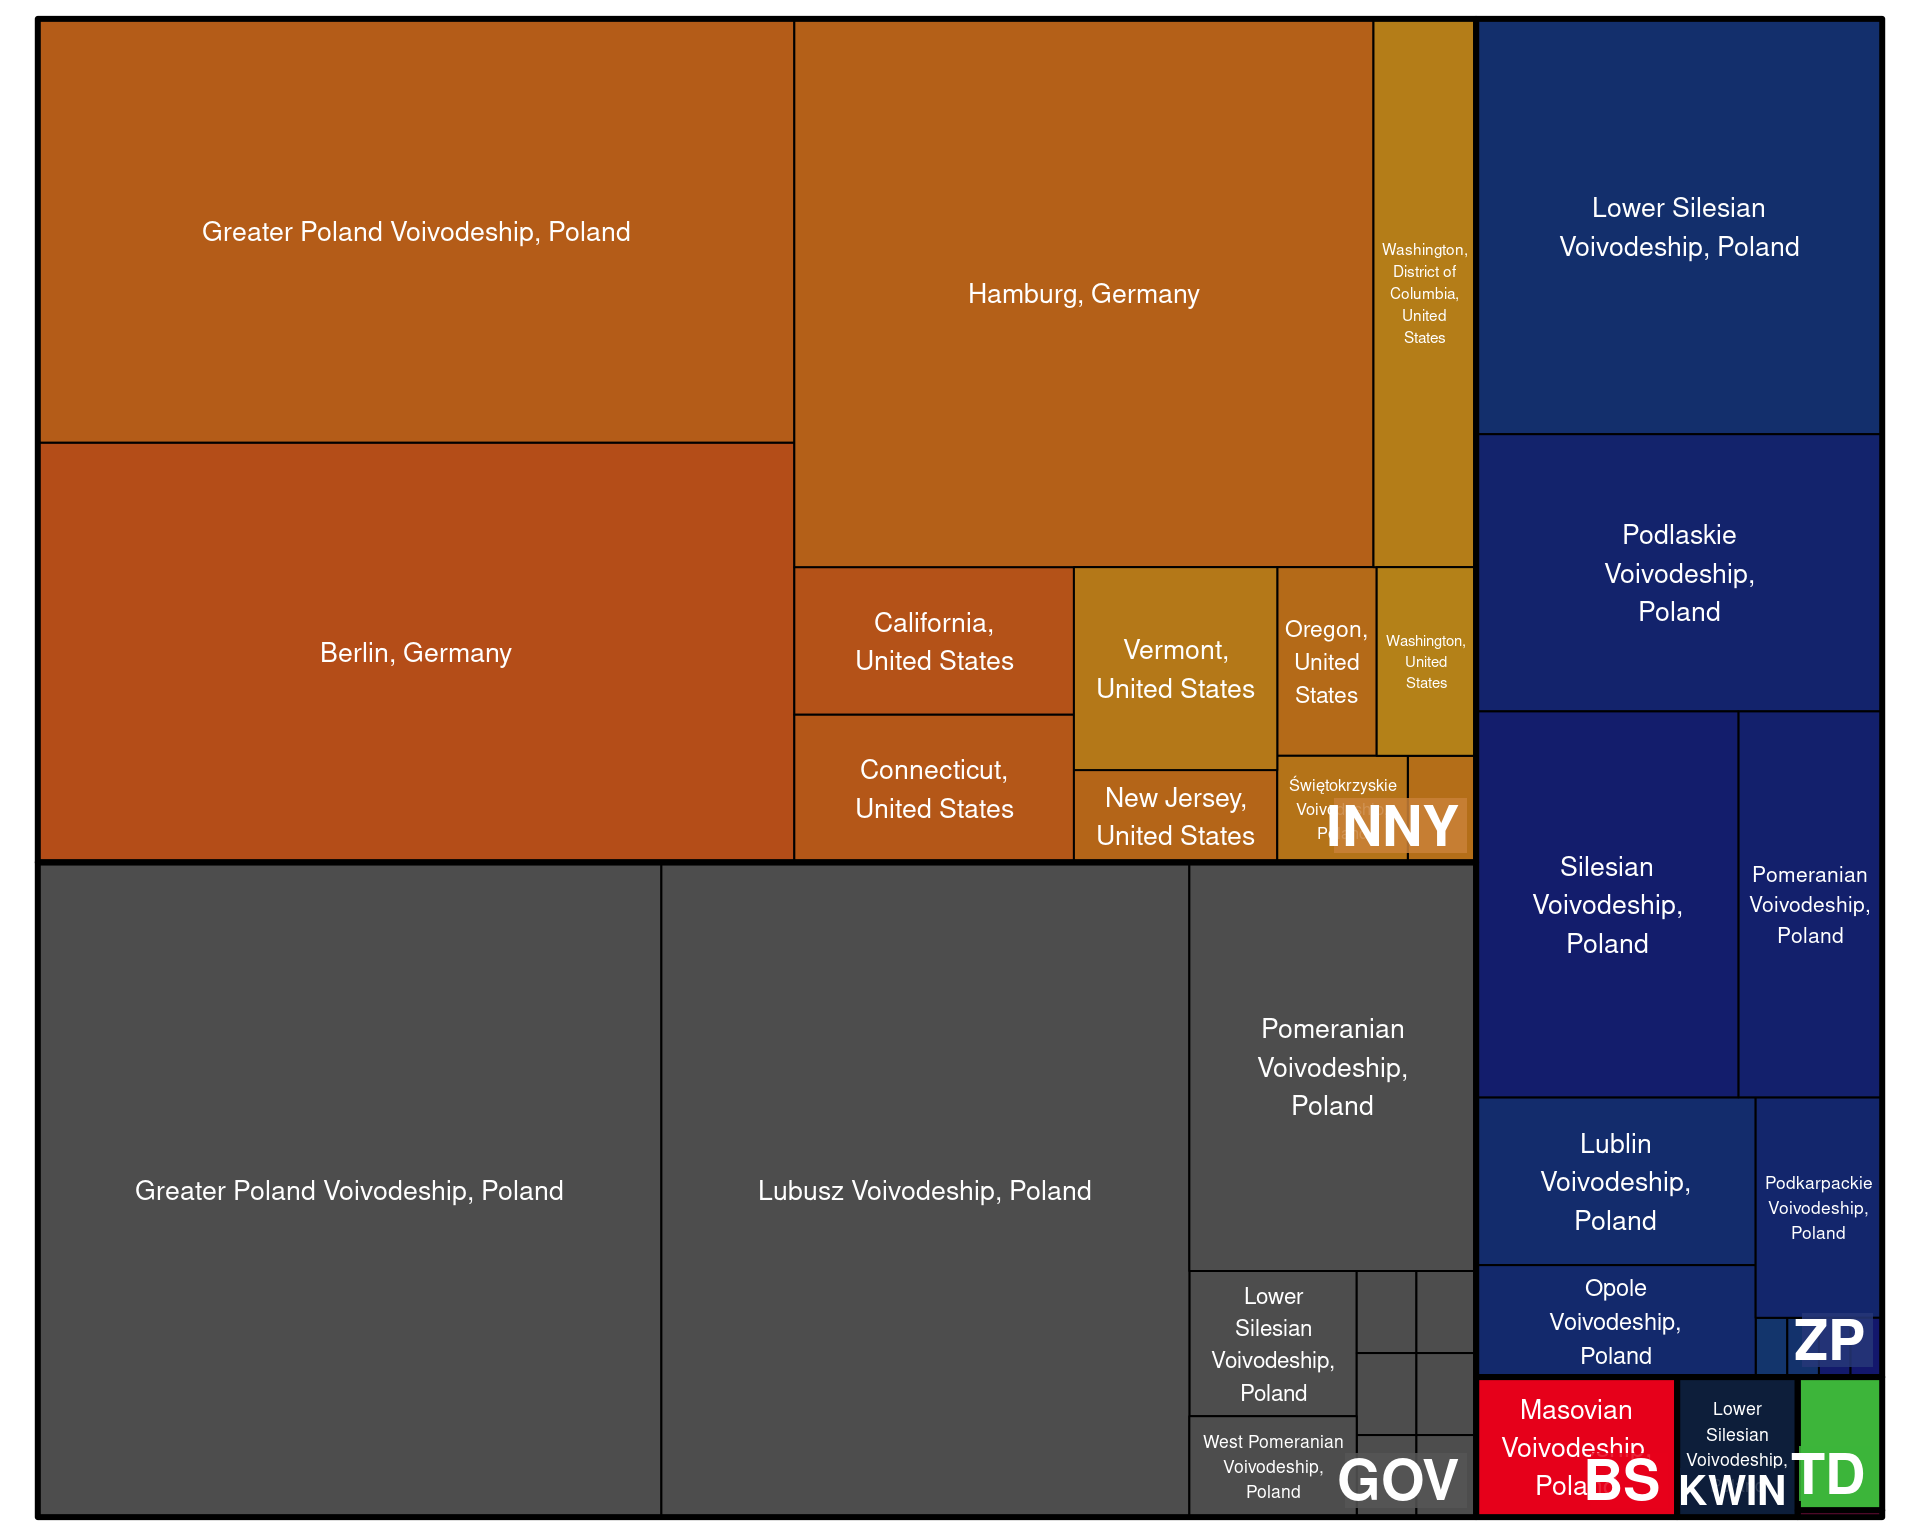 Greater Poland Voivodeship, Poland
Berlin, Germany
Hamburg, Germany
Washington,
District of
Columbia,
United
States
California,
United States
Connecticut,
United States
Vermont,
United States
New Jersey,
United States
Oregon,
United
States
Washington,
United
States
Świętokrzyskie
INNY
Greater Poland Voivodeship, Poland
Lubusz Voivodeship, Poland
Pomeranian
Voivodeship,
Poland
Lower
Silesian
Voivodeship,
Poland
West Pomeranian
Voivodeship,
Poland
GOV
Lower Silesian
Voivodeship, Poland
Podlaskie
Voivodeship,
Poland
Silesian
Voivodeship,
Poland
Pomeranian
Voivodeship,
Poland
Lublin
Voivodeship,
Poland
Podkarpackie
Voivodeship,
Poland
Opole
Voivodeship,
Poland
ZP
Masovian
Voivodeship,
BS
Lower
Silesian
Voivodeship,
KWIN
TD